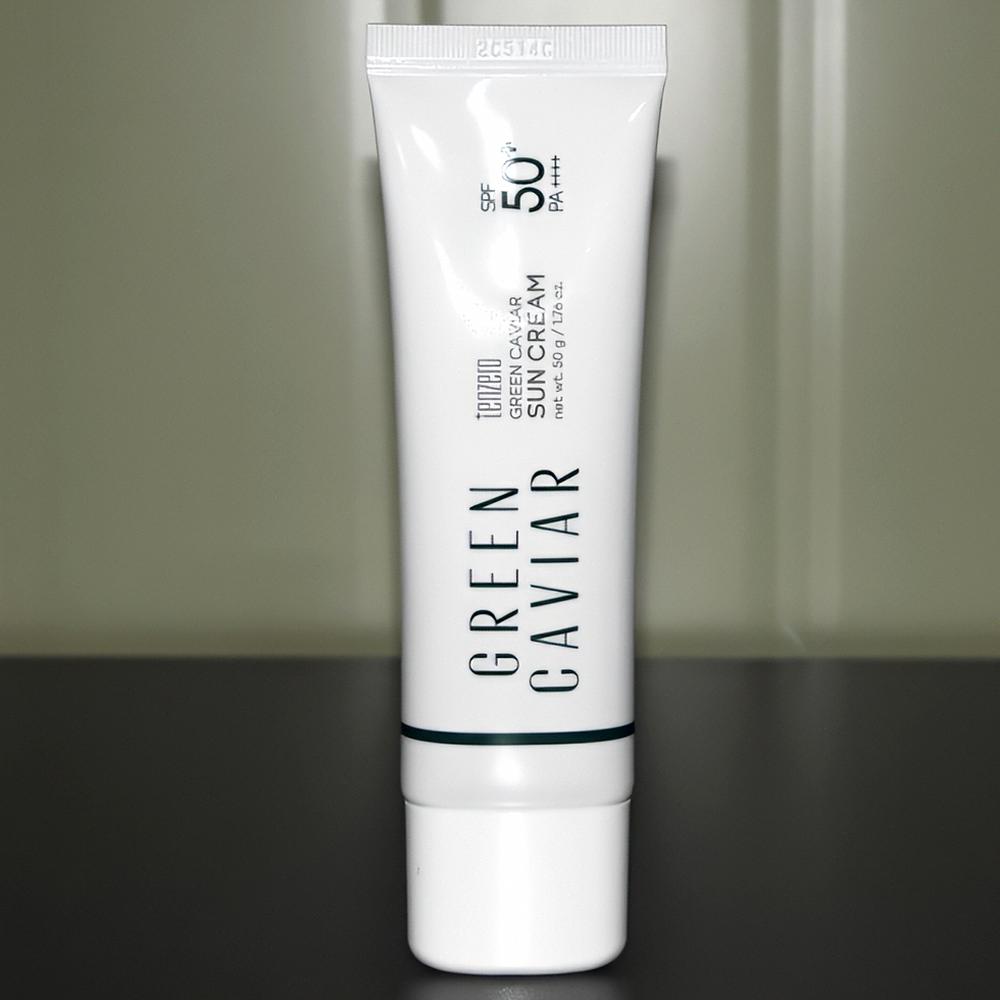 SPF
50+
PA ++++
tenzero
GREEN CAVIAR
SUN CREAM
net wt. 50 g / 1.76 oz.
GREEN
CAVIAR